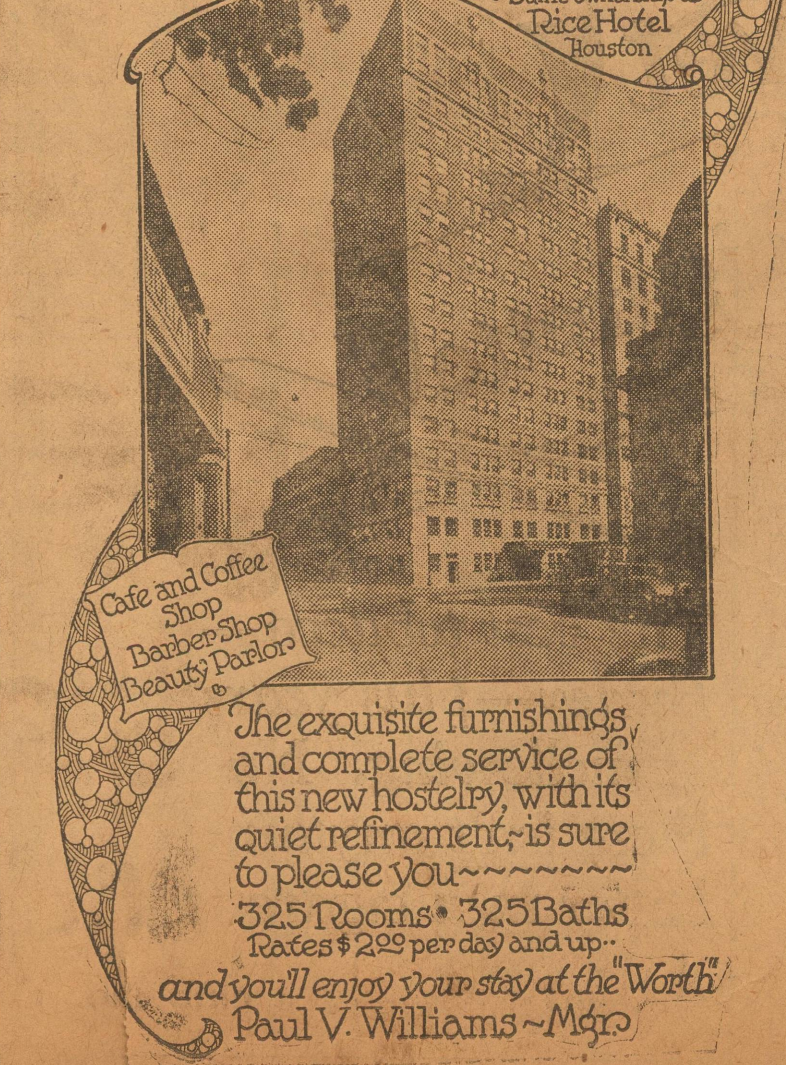 Rice Hotel
Houston
Cafe and Coffee
Shop
Barber Shop
Beauty Parlor
The exquisite furnishings
and complete service of
this new hostelry, with its
quiet refinement,~is sure
to please you~~~~~~~
325 Rooms • 325 Baths
Rates $2.00 per day and up..
and you'll enjoy your stay at the "Worth"
Paul V. Williams ~ Mgr.